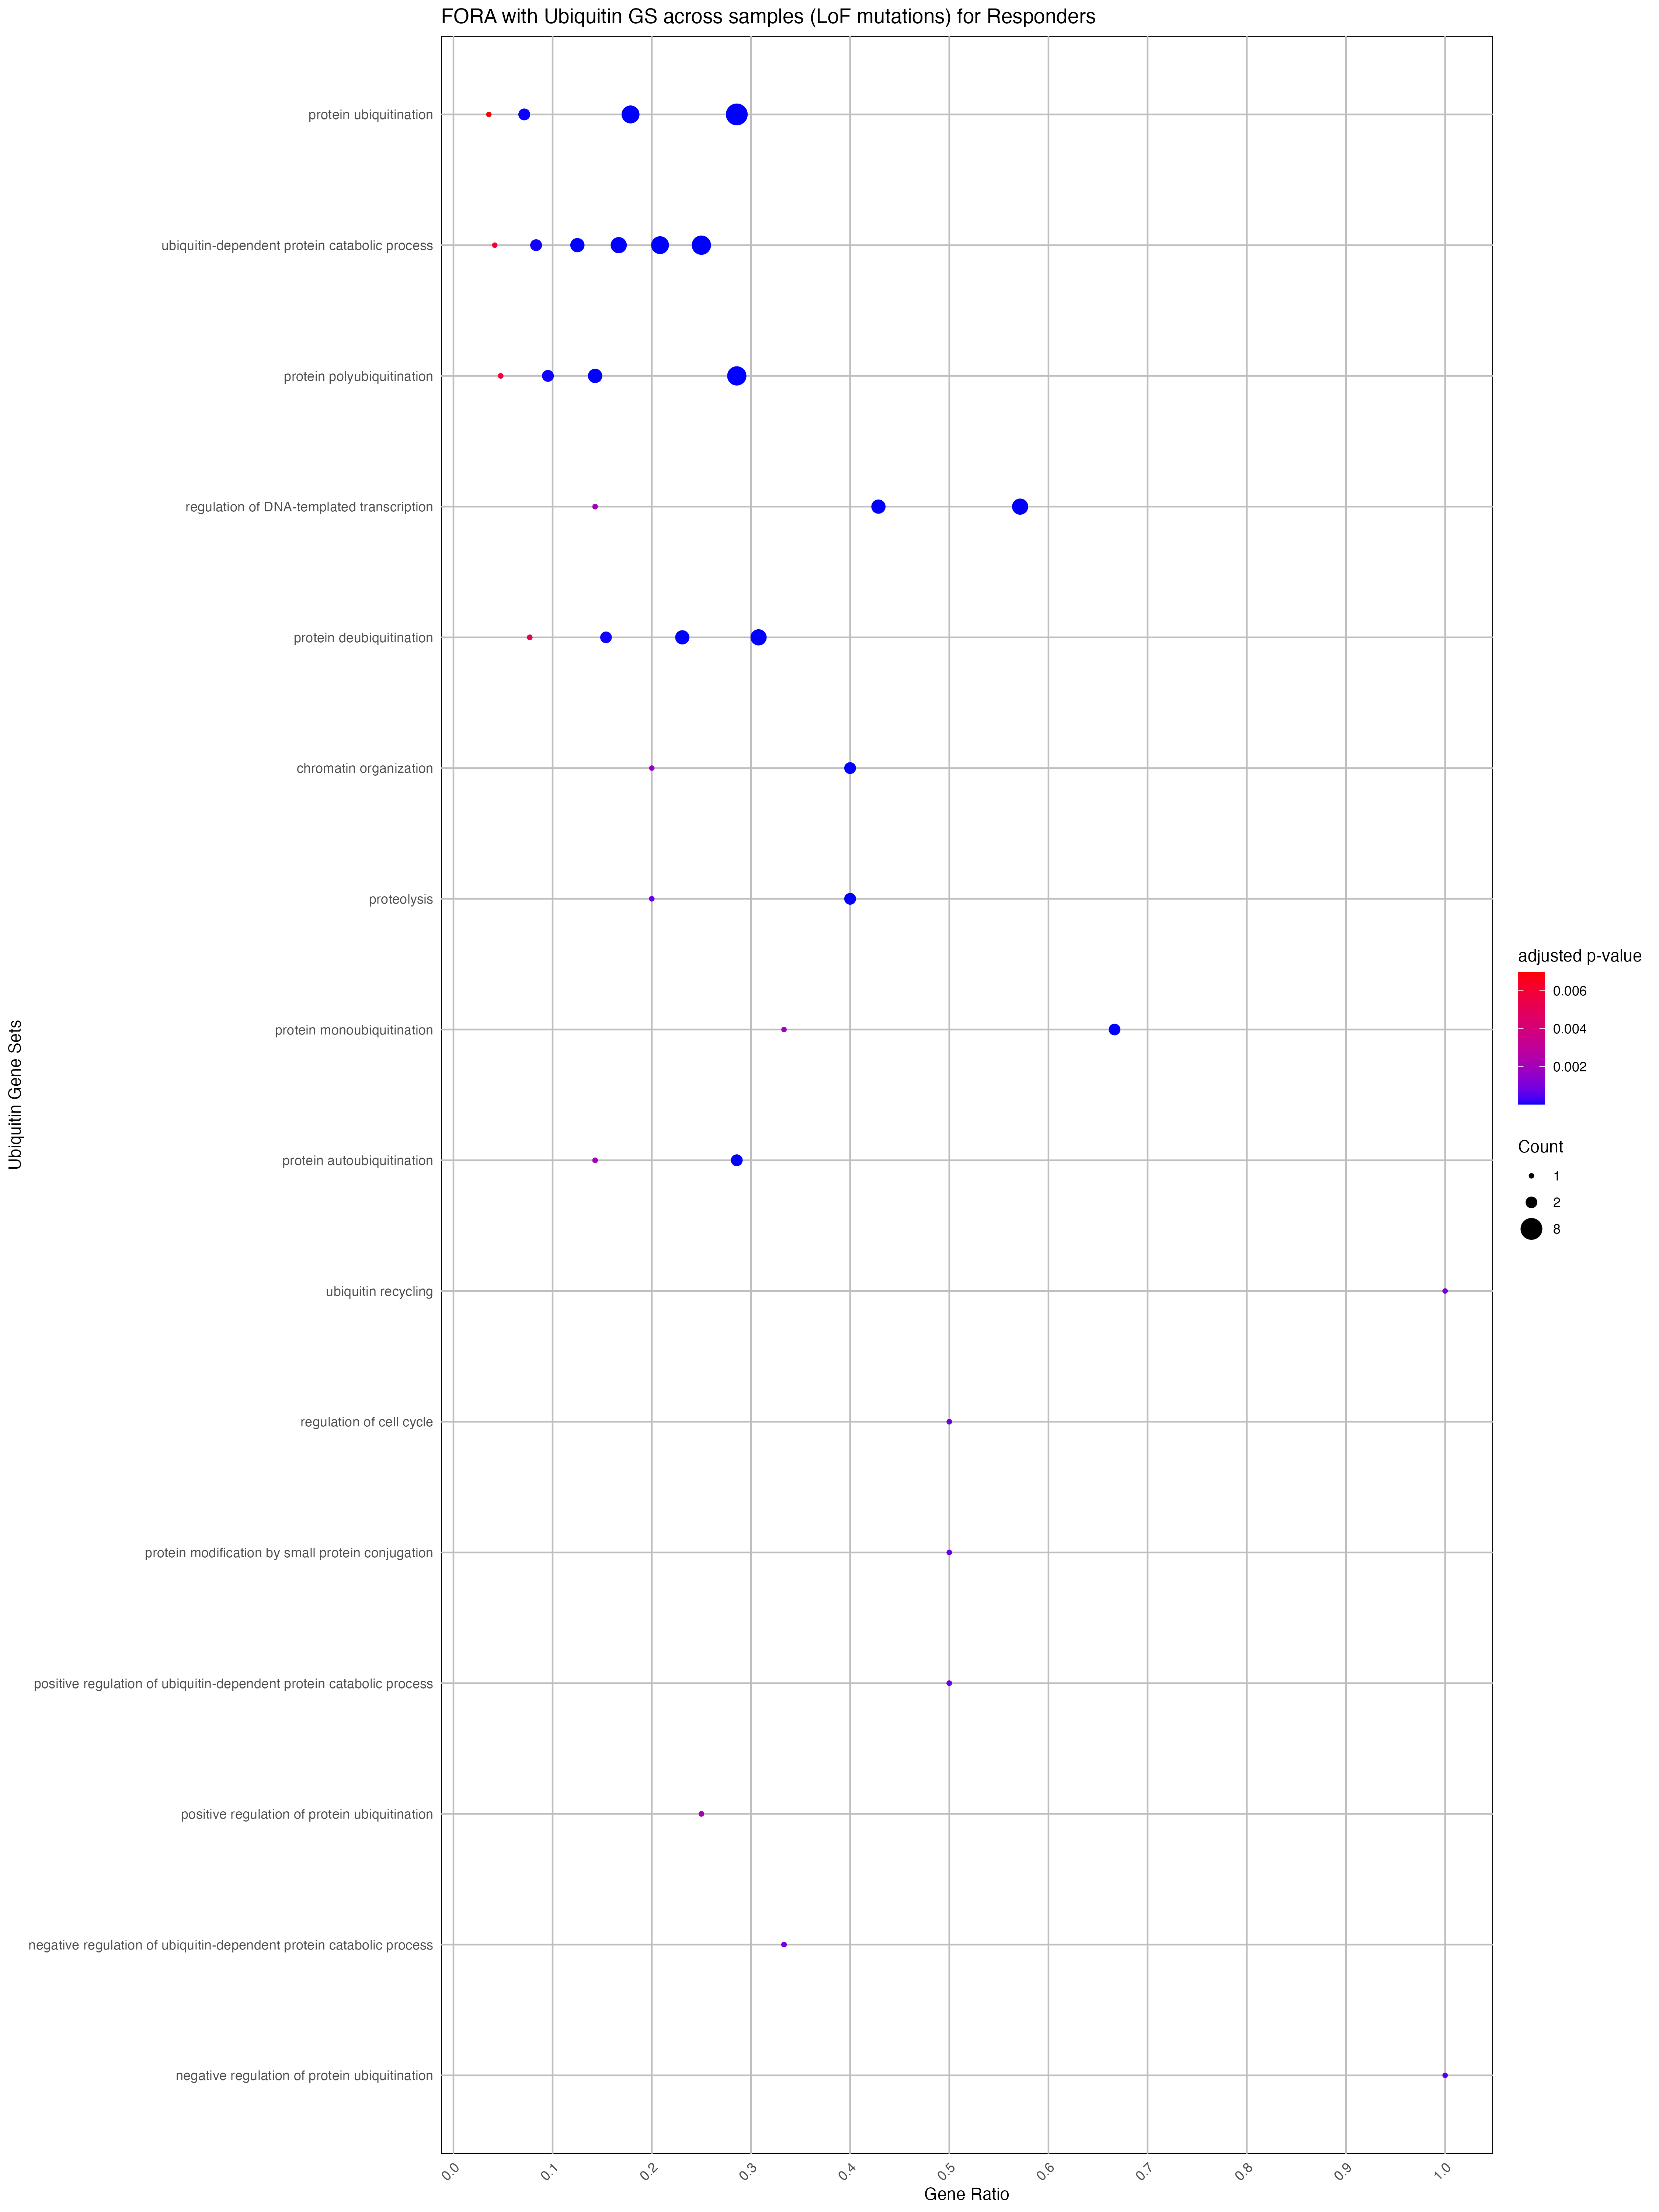 FORA with Ubiquitin GS across samples (LoF mutations) for Responders
protein ubiquitination
ubiquitin-dependent protein catabolic process
protein polyubiquitination
regulation of DNA-templated transcription
protein deubiquitination
chromatin organization
proteolysis
protein monoubiquitination
protein autoubiquitination
ubiquitin recycling
regulation of cell cycle
protein modification by small protein conjugation
positive regulation of ubiquitin-dependent protein catabolic process
positive regulation of protein ubiquitination
negative regulation of ubiquitin-dependent protein catabolic process
negative regulation of protein ubiquitination
Ubiquitin Gene Sets
0.0 0.1 0.2 0.3 0.4 0.5 0.6 0.7 0.8 0.9 1.0
Gene Ratio
adjusted p-value
0.006
0.004
0.002
Count
1
2
8